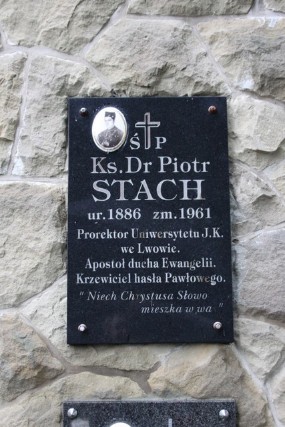 Ś P
Ks. Dr Piotr
STACH
ur. 1886 zm. 1961
Prorektor Uniwersytetu J.K.
we Lwowie.
Apostoł ducha Ewangelii.
Krzewiciel hasła Pawłowego.
" Niech Chrystusa Słowo
mieszka w wa "